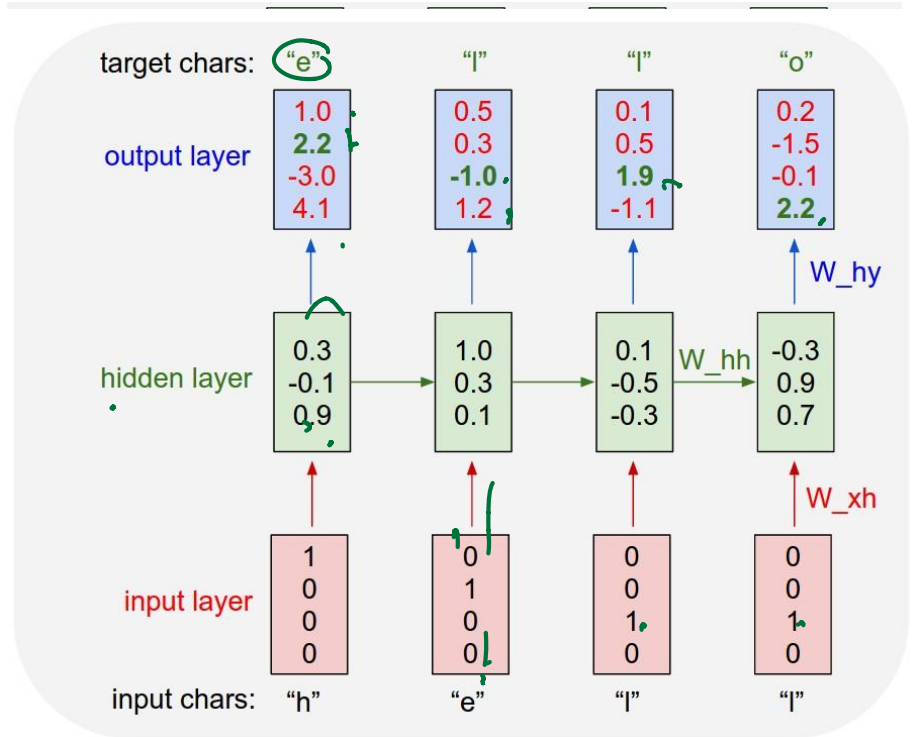 target chars: “e” “l” “l” “o”
output layer
1.0 0.5 0.1 0.2
2.2 0.3 0.5 -1.5
-3.0 -1.0 1.9 -0.1
4.1 1.2 -1.1 2.2
W_hy
hidden layer
0.3 1.0 0.1 -0.3
-0.1 0.3 -0.5 0.9
0.9 0.1 -0.3 0.7
W_hh
W_xh
input layer
1 0 0 0
0 1 0 0
0 0 1 1
0 0 0 0
input chars: “h” “e” “l” “l”